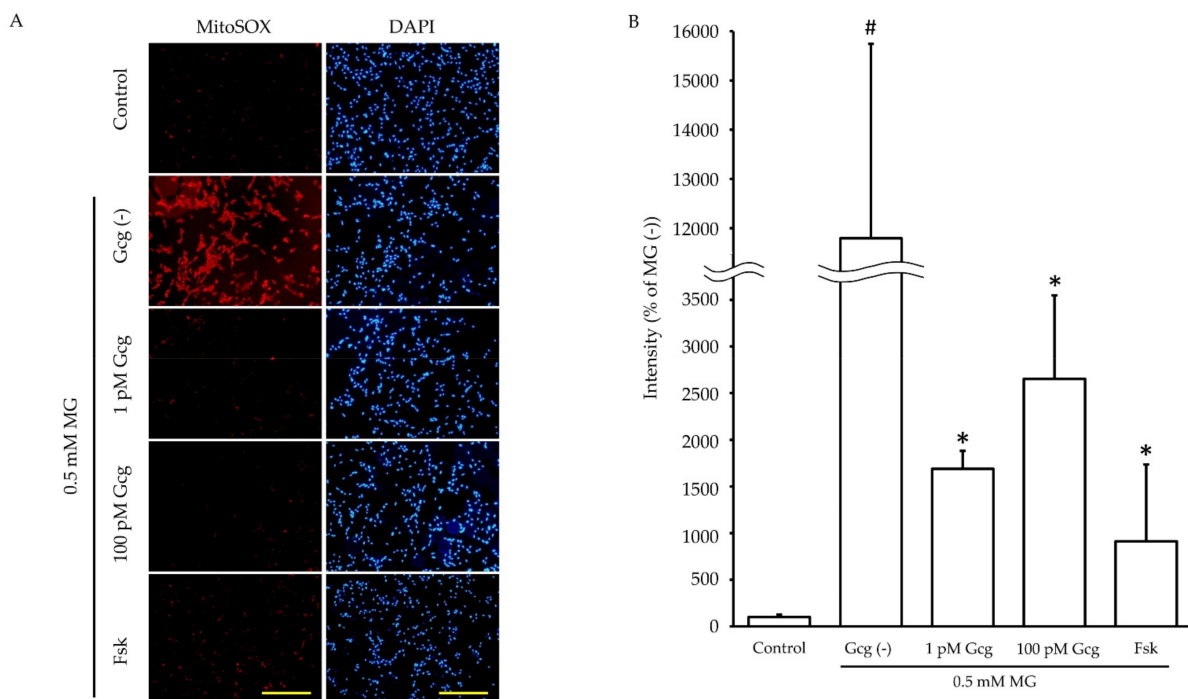 A
MitoSOX DAPI
Control
Gcg (-)
1 pM Gcg
100 pM Gcg
Fsk
0.5 mM MG
B
Intensity (% of MG (-))
16000
15000
14000
13000
12000
3500
3000
2500
2000
1500
1000
500
0
#
*
*
*
Control Gcg (-) 1 pM Gcg 100 pM Gcg Fsk
0.5 mM MG